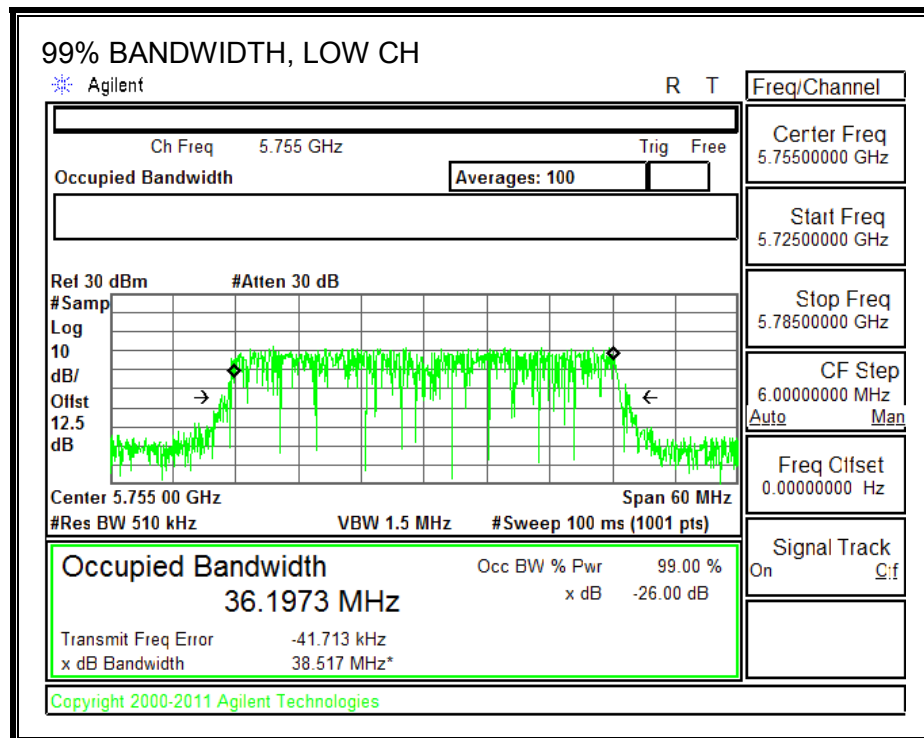 99% BANDWIDTH, LOW CH
Agilent R T
Freq/Channel
Ch Freq 5.755 GHz Trig Free
Occupied Bandwidth Averages: 100
Center Freq
5.75500000 GHz
Start Freq
5.72500000 GHz
Stop Freq
5.78500000 GHz
CF Step
6.00000000 MHz
Auto Man
Freq Offset
0.00000000 Hz
Signal Track
On Off
Ref 30 dBm #Atten 30 dB
#Samp
Log
10
dB/
Offst
12.5
dB
Center 5.755 00 GHz Span 60 MHz
#Res BW 510 kHz VBW 1.5 MHz #Sweep 100 ms (1001 pts)
Occupied Bandwidth Occ BW % Pwr 99.00 %
36.1973 MHz x dB -26.00 dB
Transmit Freq Error -41.713 kHz
x dB Bandwidth 38.517 MHz*
Copyright 2000-2011 Agilent Technologies